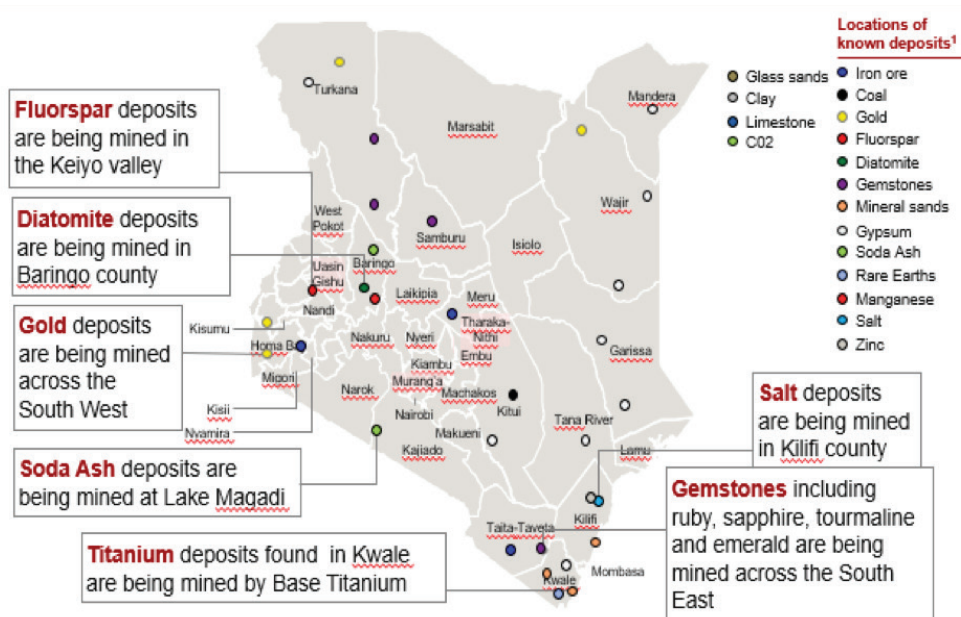 Locations of
known deposits¹
Glass sands
Clay
Limestone
C02
Iron ore
Coal
Gold
Fluorspar
Diatomite
Gemstones
Mineral sands
Gypsum
Soda Ash
Rare Earths
Manganese
Salt
Zinc
Fluorspar deposits
are being mined in
the Keiyo valley
Diatomite deposits
are being mined in
Baringo county
Gold deposits
are being mined
across the
South West
Soda Ash deposits are
being mined at Lake Magadi
Titanium deposits found in Kwale
are being mined by Base Titanium
Salt deposits
are being mined
in Kilifi county
Gemstones including
ruby, sapphire, tourmaline
and emerald are being
mined across the South
East
Turkana
Marsabit
Mandera
Wajir
West
Pokot
Samburu
Isiolo
Uasin
Gishu
Baringo
Laikipia
Meru
Nandi
Tharaka-
Nithi
Kisumu
Nakuru
Nyeri
Embu
Garissa
Homa Ba
Kiambu
Migori
Narok
Murang'a
Machakos
Kitui
Kisii
Nairobi
Tana River
Nyamira
Makueni
Kajiado
Lamu
Kilifi
Taita-Taveta
Mombasa
Kwale